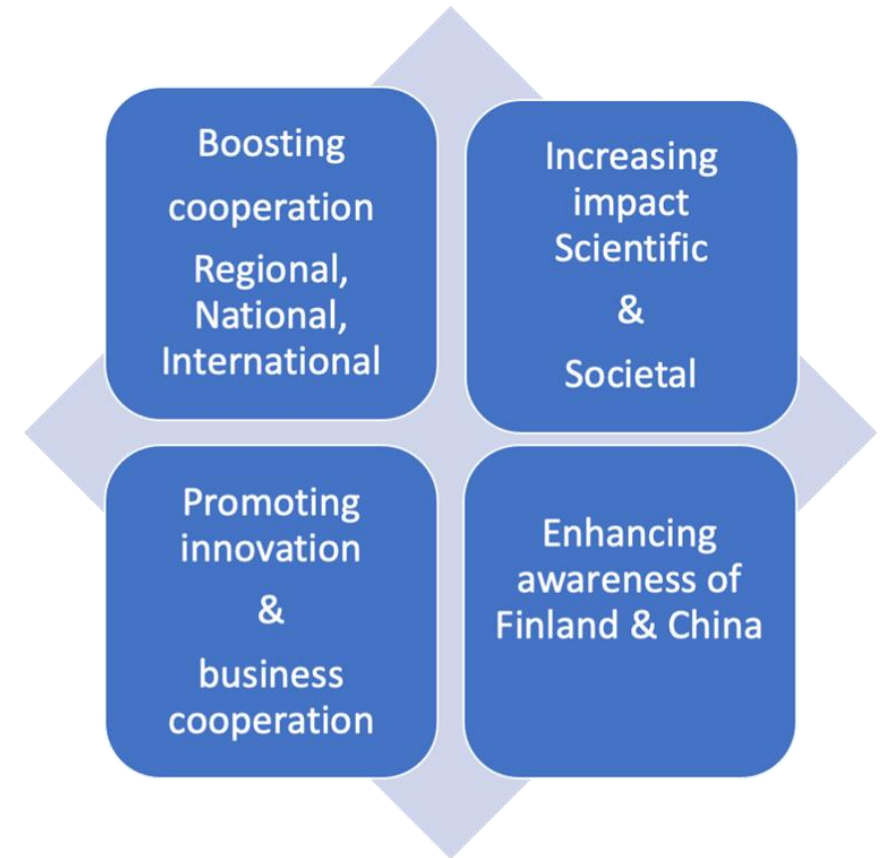 Boosting
cooperation
Regional,
National,
International
Increasing
impact
Scientific
&
Societal
Promoting
innovation
&
business
cooperation
Enhancing
awareness of
Finland & China